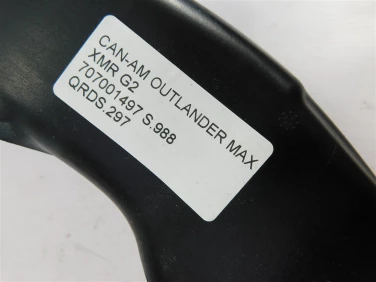 CAN-AM OUTLANDER MAX
XMR G2
707001497 S.988
QRDS.297